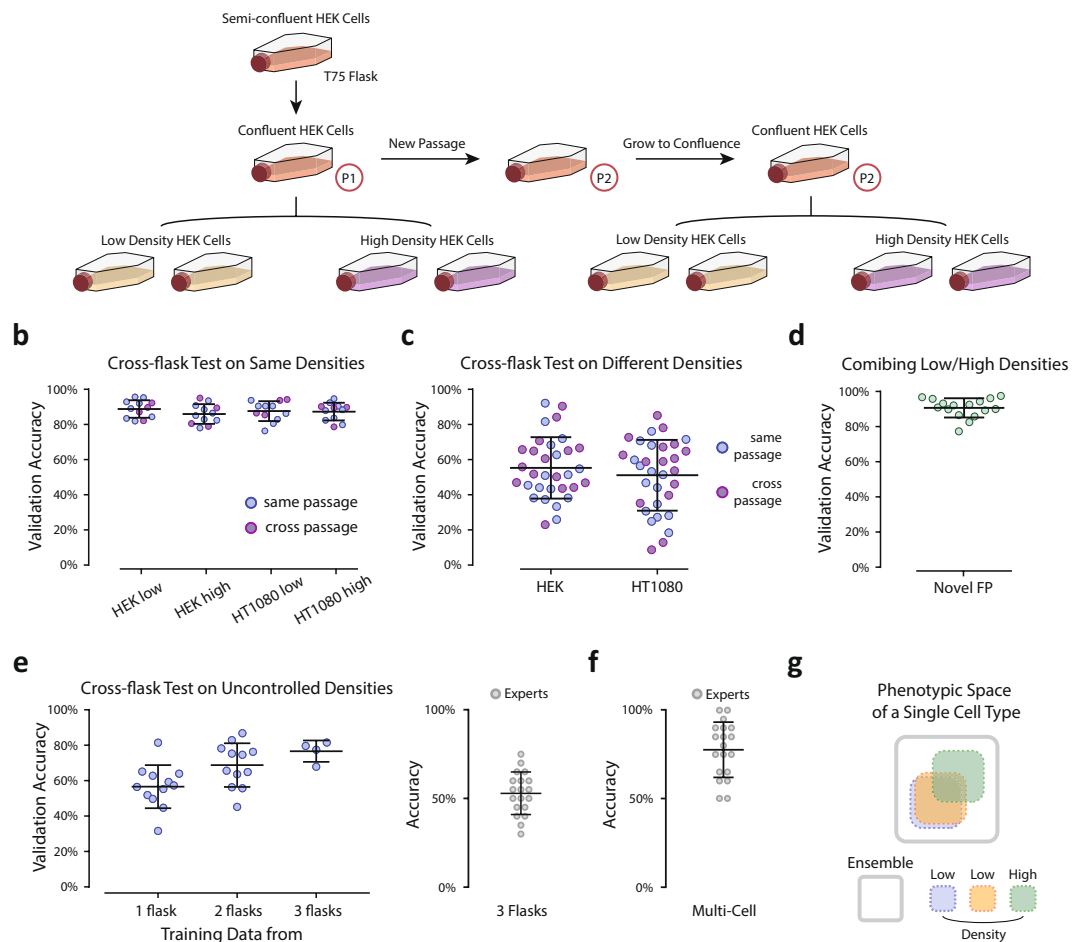 Semi-confluent HEK Cells
T75 Flask
Confluent HEK Cells
P1
New Passage
P2
Grow to Confluence
Confluent HEK Cells
P2
Low Density HEK Cells
High Density HEK Cells
Low Density HEK Cells
High Density HEK Cells
b
Cross-flask Test on Same Densities
Validation Accuracy
100%
80%
60%
40%
20%
0%
same passage
cross passage
HEK low
HEK high
HT1080 low
HT1080 high
c
Cross-flask Test on Different Densities
Validation Accuracy
100%
80%
60%
40%
20%
0%
same
passage
cross
passage
HEK
HT1080
d
Comibing Low/High Densities
Validation Accuracy
100%
80%
60%
40%
20%
0%
Novel FP
e
Cross-flask Test on Uncontrolled Densities
Validation Accuracy
100%
80%
60%
40%
20%
0%
1 flask
2 flasks
3 flasks
Training Data from
Experts
Accuracy
100%
50%
0%
3 Flasks
f
Experts
Accuracy
100%
50%
0%
Multi-Cell
g
Phenotypic Space
of a Single Cell Type
Ensemble
Low
Low
High
Density